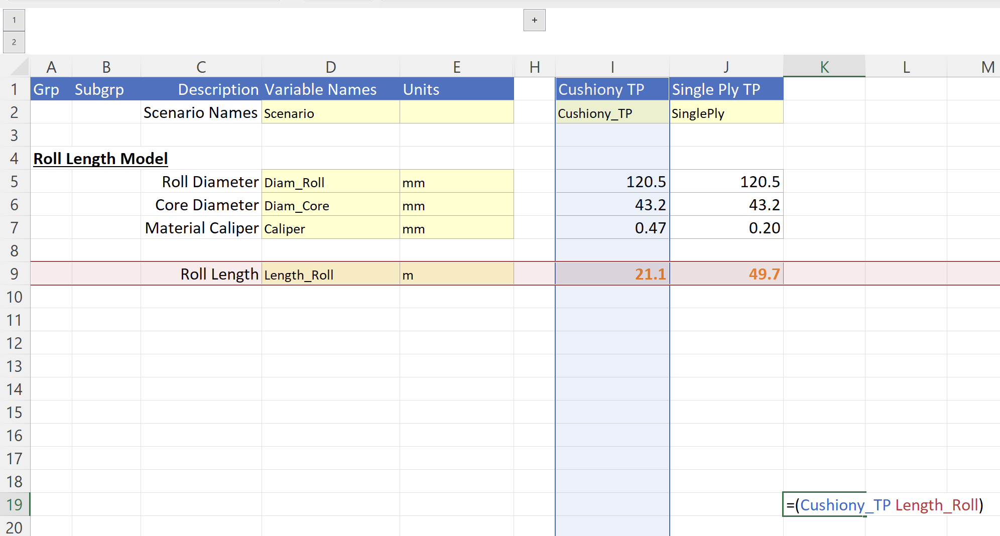 1
2
+
A B C D E H I J K L M
1 Grp Subgrp Description Variable Names Units Cushiony TP Single Ply TP
2 Scenario Names Scenario Cushiony_TP SinglePly
3
4 Roll Length Model
5 Roll Diameter Diam_Roll mm 120.5 120.5
6 Core Diameter Diam_Core mm 43.2 43.2
7 Material Caliper Caliper mm 0.47 0.20
8
9 Roll Length Length_Roll m 21.1 49.7
10
11
12
13
14
15
16
17
18
19 =(Cushiony_TP Length_Roll)
20